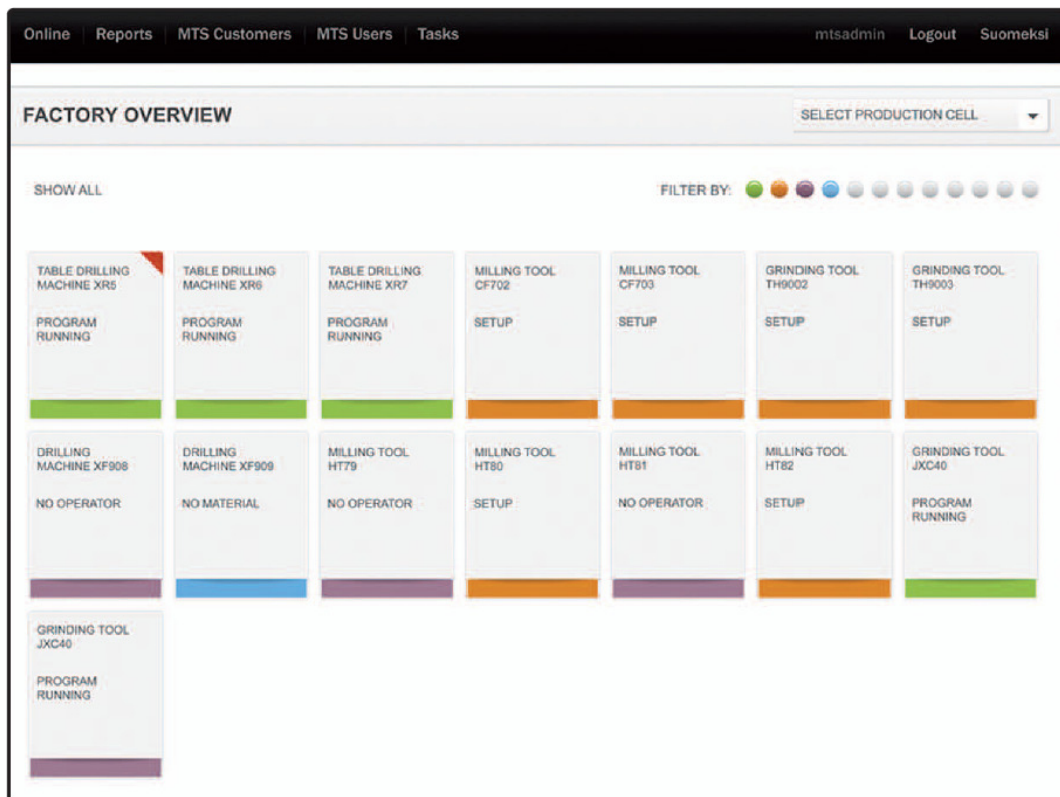 Online Reports MTS Customers MTS Users Tasks mtsadmin Logout Suomeksi
FACTORY OVERVIEW
SELECT PRODUCTION CELL
SHOW ALL
FILTER BY:
TABLE DRILLING
MACHINE XR5
PROGRAM
RUNNING
TABLE DRILLING
MACHINE XR6
PROGRAM
RUNNING
TABLE DRILLING
MACHINE XR7
PROGRAM
RUNNING
MILLING TOOL
CF702
SETUP
MILLING TOOL
CF703
SETUP
GRINDING TOOL
TH9002
SETUP
GRINDING TOOL
TH9003
SETUP
DRILLING
MACHINE XF908
NO OPERATOR
DRILLING
MACHINE XF909
NO MATERIAL
MILLING TOOL
HT79
NO OPERATOR
MILLING TOOL
HT80
SETUP
MILLING TOOL
HT81
NO OPERATOR
MILLING TOOL
HT82
SETUP
GRINDING TOOL
JXC40
PROGRAM
RUNNING
GRINDING TOOL
JXC40
PROGRAM
RUNNING